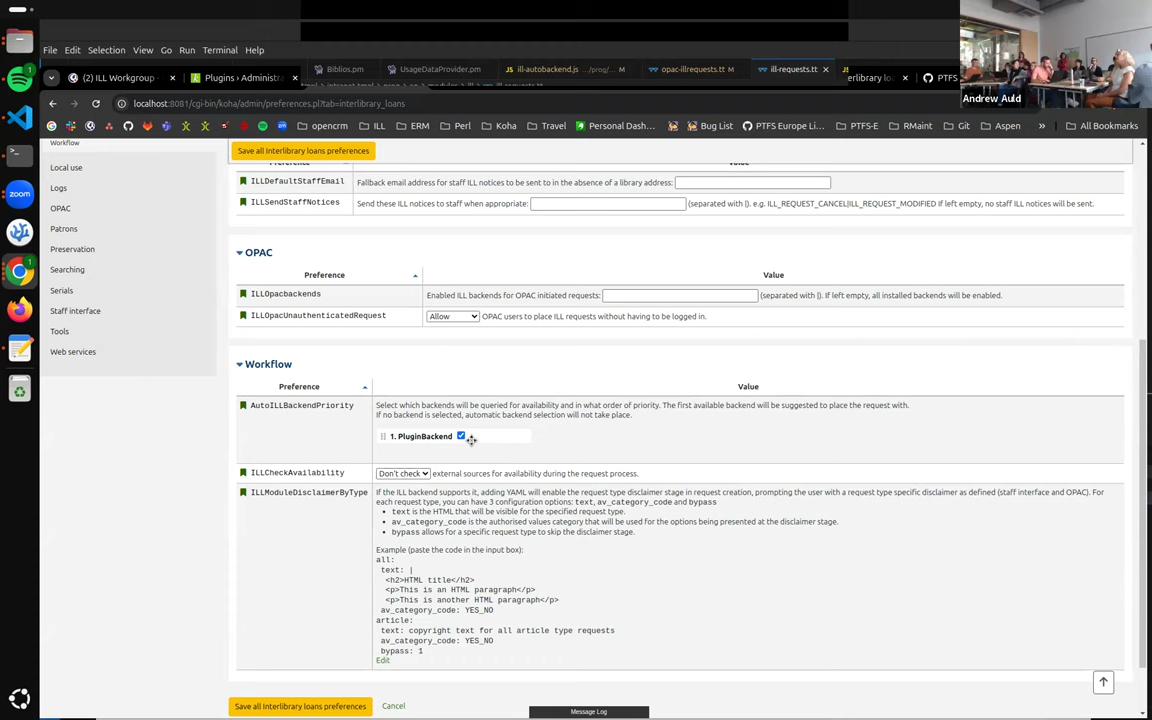 File Edit Selection View Go Run Terminal Help
Andrew Auld
Biblios.pm
UsageDataProvider.pm
ill-autobackend.js .../prog/... M
opac-illrequests.tt M
ill-requests.tt
(2) ILL Workgroup
Plugins › Administra
localhost:8081/cgi-bin/koha/admin/preferences.pl?tab=interlibrary_loans
opencrm ILL ERM Perl Koha Travel Personal Dash... Bug List PTFS Europe Li... PTFS-E RMaint Git Aspen » All Bookmarks
Workflow
Local use
Logs
OPAC
Patrons
Preservation
Searching
Serials
Staff interface
Tools
Web services
Save all Interlibrary loans preferences
ILLDefaultStaffEmail Fallback email address for staff ILL notices to be sent to in the absence of a library address:
ILLSendStaffNotices Send these ILL notices to staff when appropriate: (separated with |). e.g. ILL_REQUEST_CANCEL|ILL_REQUEST_MODIFIED If left empty, no staff ILL notices will be sent.
OPAC
Preference Value
ILLOpacbackends Enabled ILL backends for OPAC initiated requests: (separated with |). If left empty, all installed backends will be enabled.
ILLOpacUnauthenticatedRequest Allow OPAC users to place ILL requests without having to be logged in.
Workflow
Preference Value
AutoILLBackendPriority Select which backends will be queried for availability and in what order of priority. The first available backend will be suggested to place the request with.
If no backend is selected, automatic backend selection will not take place.
1. PluginBackend
ILLCheckAvailability Don't check external sources for availability during the request process.
ILLModuleDisclaimerByType If the ILL backend supports it, adding YAML will enable the request type disclaimer stage in request creation, prompting the user with a request type specific disclaimer as defined (staff interface and OPAC). For
each request type, you can have 3 configuration options: text, av_category_code and bypass
• text is the HTML that will be visible for the specified request type.
• av_category_code is the authorised values category that will be used for the options being presented at the disclaimer stage.
• bypass allows for a specific request type to skip the disclaimer stage.
Example (paste the code in the input box):
all:
text: |
<h2>HTML title</h2>
<p>This is an HTML paragraph</p>
<p>This is another HTML paragraph</p>
av_category_code: YES_NO
article:
text: copyright text for all article type requests
av_category_code: YES_NO
bypass: 1
Edit
Save all Interlibrary loans preferences Cancel
Message Log